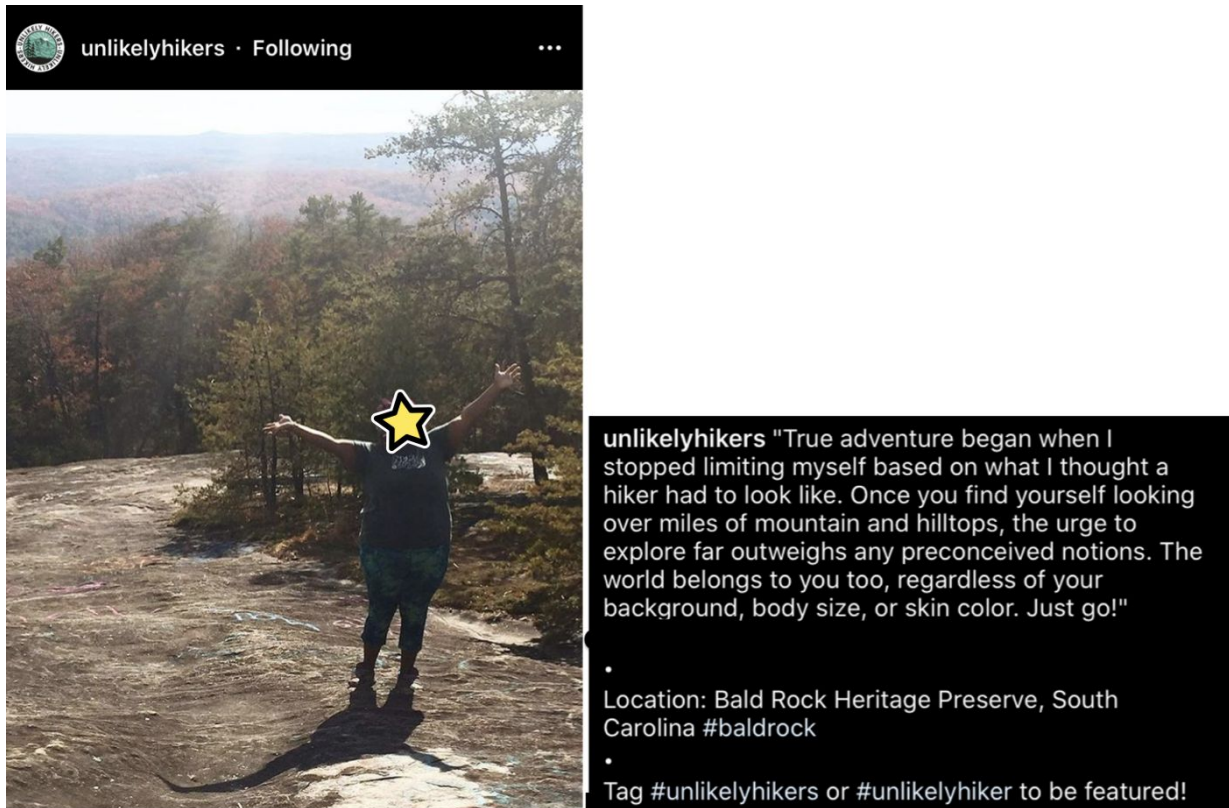 unlikelyhikers · Following
unlikelyhikers "True adventure began when I
stopped limiting myself based on what I thought a
hiker had to look like. Once you find yourself looking
over miles of mountain and hilltops, the urge to
explore far outweighs any preconceived notions. The
world belongs to you too, regardless of your
background, body size, or skin color. Just go!"
•
Location: Bald Rock Heritage Preserve, South
Carolina #baldrock
•
Tag #unlikelyhikers or #unlikelyhiker to be featured!